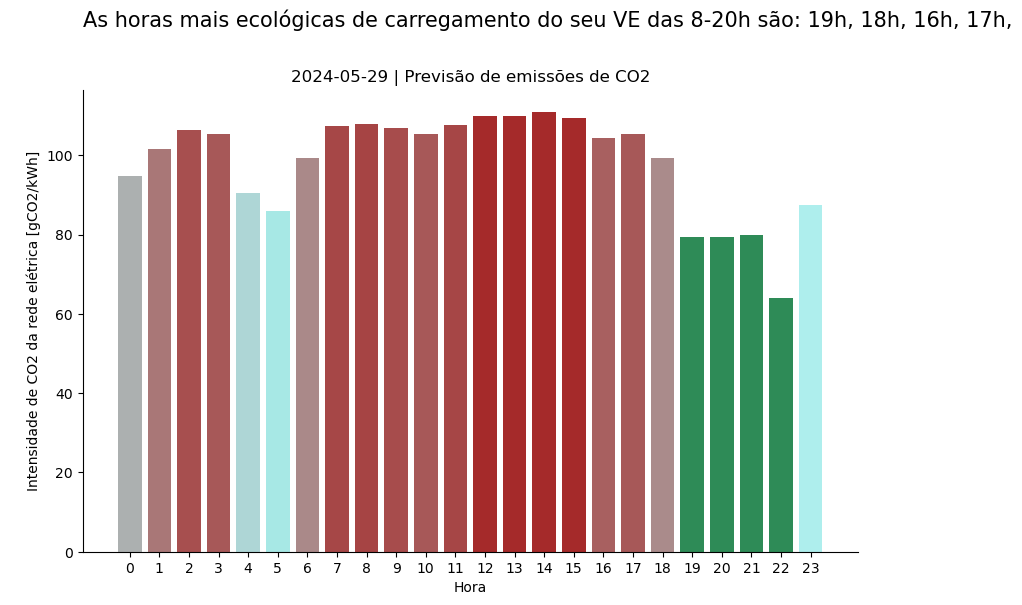 As horas mais ecológicas de carregamento do seu VE das 8-20h são: 19h, 18h, 16h, 17h,
2024-05-29 | Previsão de emissões de CO2
Intensidade de CO2 da rede elétrica [gCO2/kWh]
100
80
60
40
20
0
0 1 2 3 4 5 6 7 8 9 10 11 12 13 14 15 16 17 18 19 20 21 22 23
Hora